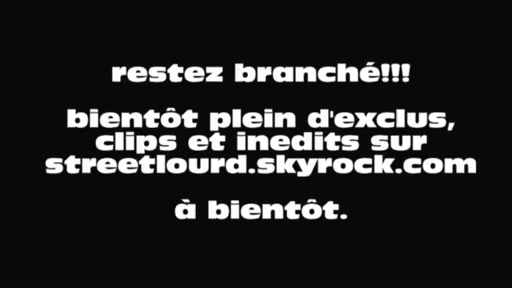 restez branché!!!
bientôt plein d'exclus,
clips et inedits sur
streetlourd.skyrock.com
à bientôt.